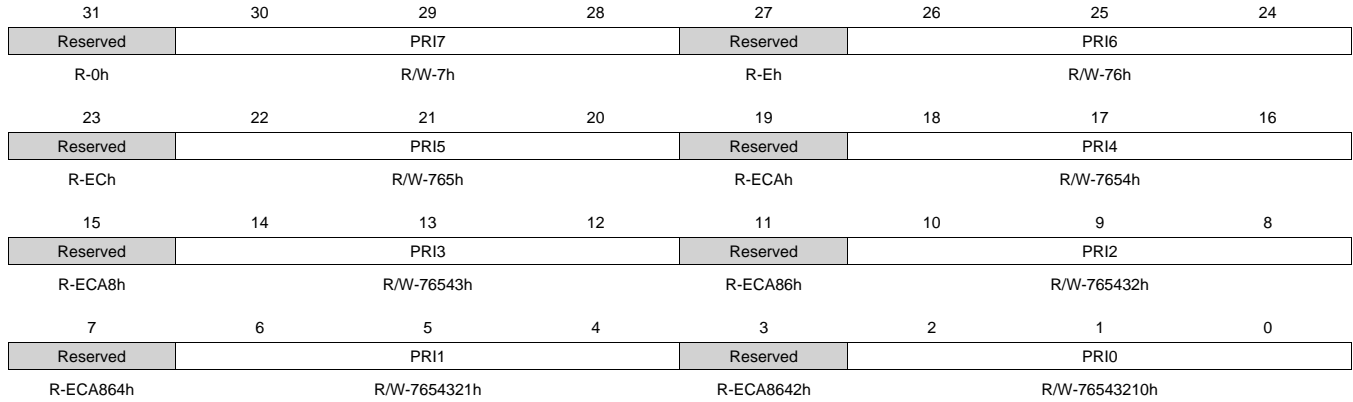 31 30 29 28 27 26 25 24
Reserved PRI7 Reserved PRI6
R-0h R/W-7h R-Eh R/W-76h
23 22 21 20 19 18 17 16
Reserved PRI5 Reserved PRI4
R-ECh R/W-765h R-ECAh R/W-7654h
15 14 13 12 11 10 9 8
Reserved PRI3 Reserved PRI2
R-ECA8h R/W-76543h R-ECA86h R/W-765432h
7 6 5 4 3 2 1 0
Reserved PRI1 Reserved PRI0
R-ECA864h R/W-7654321h R-ECA8642h R/W-76543210h